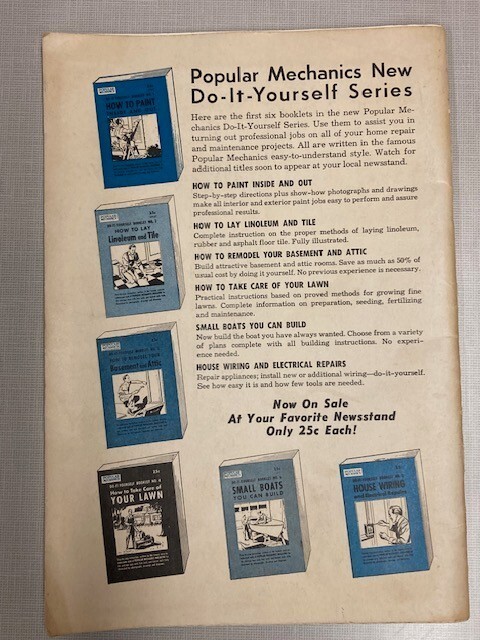 Popular Mechanics New
Do-It-Yourself Series
Here are the first six booklets in the new Popular Me-
chanics Do-It-Yourself Series. Use them to assist you in
turning out professional jobs on all of your home repair
and maintenance projects. All are written in the famous
Popular Mechanics easy-to-understand style. Watch for
additional titles soon to appear at your local newsstand.
HOW TO PAINT INSIDE AND OUT
Step-by-step directions plus show-how photographs and drawings
make all interior and exterior paint jobs easy to perform and assure
professional results.
HOW TO LAY LINOLEUM AND TILE
Complete instruction on the proper methods of laying linoleum,
rubber and asphalt floor tile. Fully illustrated.
HOW TO REMODEL YOUR BASEMENT AND ATTIC
Build attractive basement and attic rooms. Save as much as 50% of
usual cost by doing it yourself. No previous experience is necessary.
HOW TO TAKE CARE OF YOUR LAWN
Practical instructions based on proved methods for growing fine
lawns. Complete information on preparation, seeding, fertilizing
and maintenance.
SMALL BOATS YOU CAN BUILD
Now build the boat you have always wanted. Choose from a variety
of plans complete with all building instructions. No experi-
ence needed.
HOUSE WIRING AND ELECTRICAL REPAIRS
Repair appliances; install new or additional wiring—do-it-yourself.
See how easy it is and how few tools are needed.
Now On Sale
At Your Favorite Newsstand
Only 25c Each!
HOW TO PAINT
HOW TO LAY
Linoleum and Tile
Basement and Attic
25c
DO-IT-YOURSELF BOOKLET NO. 4
How to Take Care of
YOUR LAWN
SMALL BOATS
YOU CAN BUILD
HOUSE WIRING
and Electrical Repairs